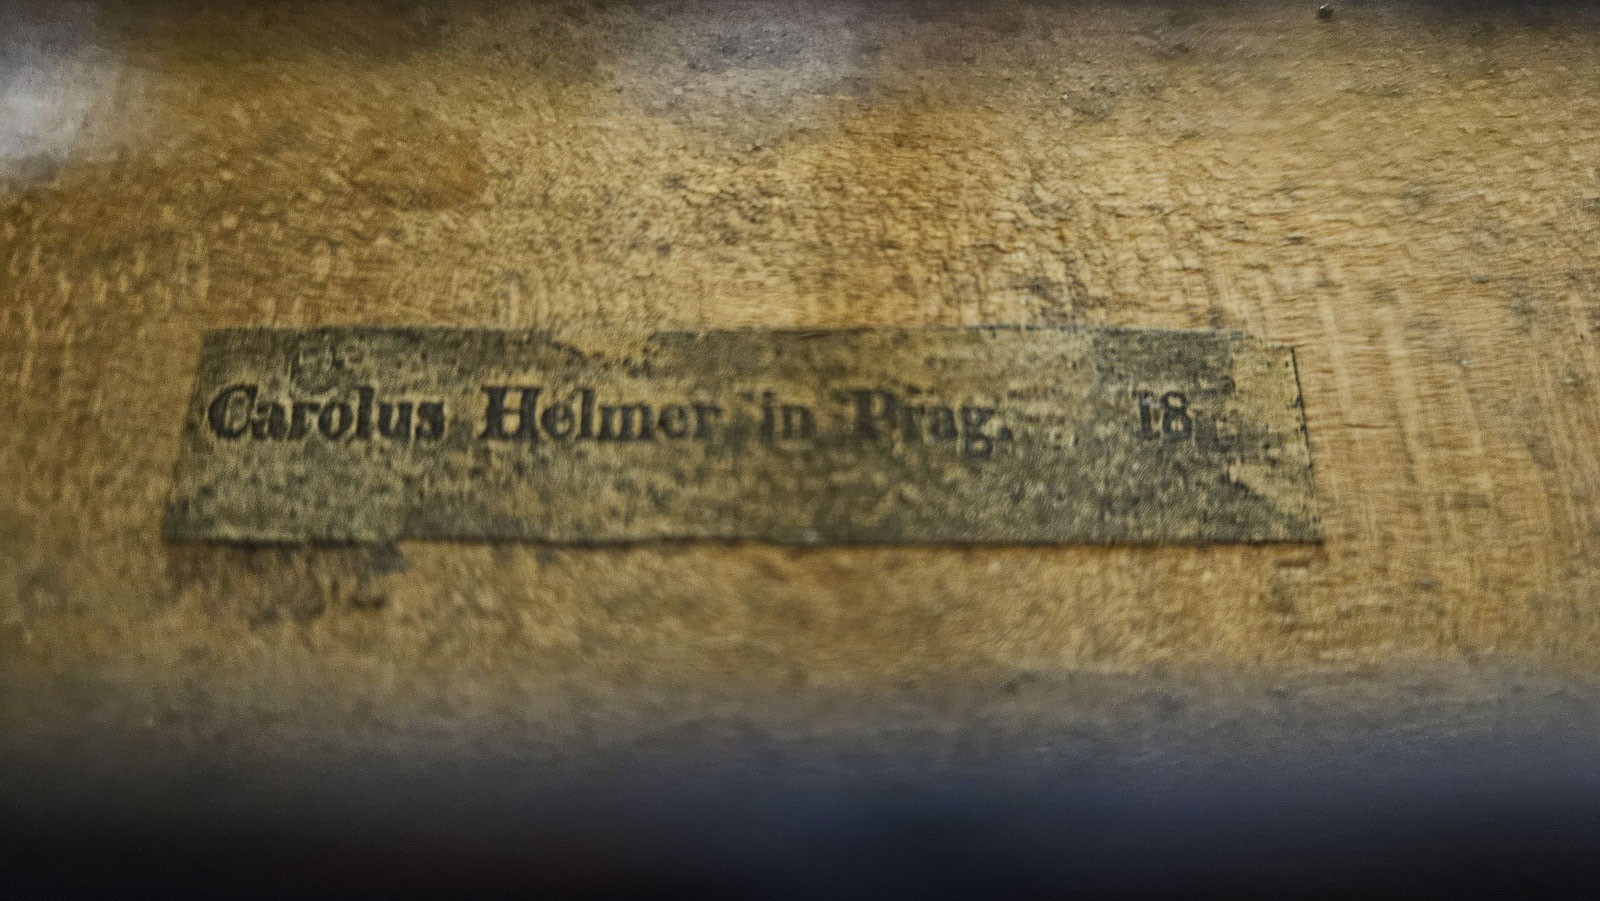 Carolus Helmer in Prag. 18